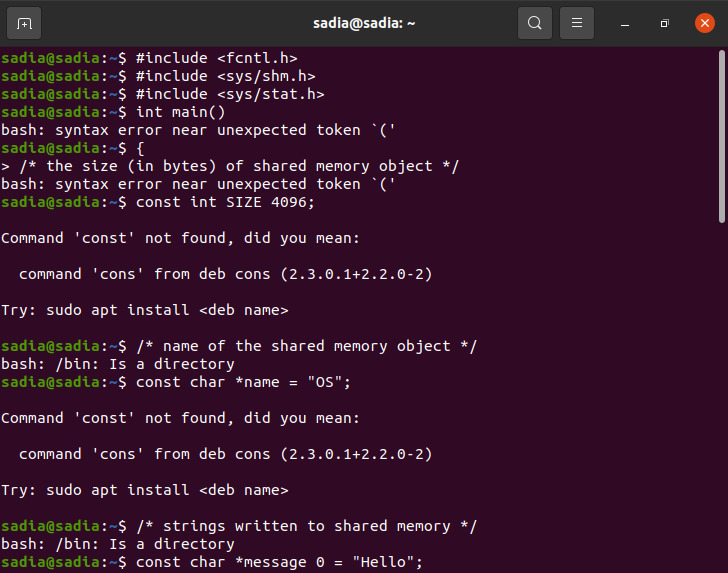 sadia@sadia: ~
sadia@sadia:~$ #include <fcntl.h>
sadia@sadia:~$ #include <sys/shm.h>
sadia@sadia:~$ #include <sys/stat.h>
sadia@sadia:~$ int main()
bash: syntax error near unexpected token `('
sadia@sadia:~$ {
> /* the size (in bytes) of shared memory object */
bash: syntax error near unexpected token `('
sadia@sadia:~$ const int SIZE 4096;
Command 'const' not found, did you mean:
command 'cons' from deb cons (2.3.0.1+2.2.0-2)
Try: sudo apt install <deb name>
sadia@sadia:~$ /* name of the shared memory object */
bash: /bin: Is a directory
sadia@sadia:~$ const char *name = "OS";
Command 'const' not found, did you mean:
command 'cons' from deb cons (2.3.0.1+2.2.0-2)
Try: sudo apt install <deb name>
sadia@sadia:~$ /* strings written to shared memory */
bash: /bin: Is a directory
sadia@sadia:~$ const char *message 0 = "Hello";